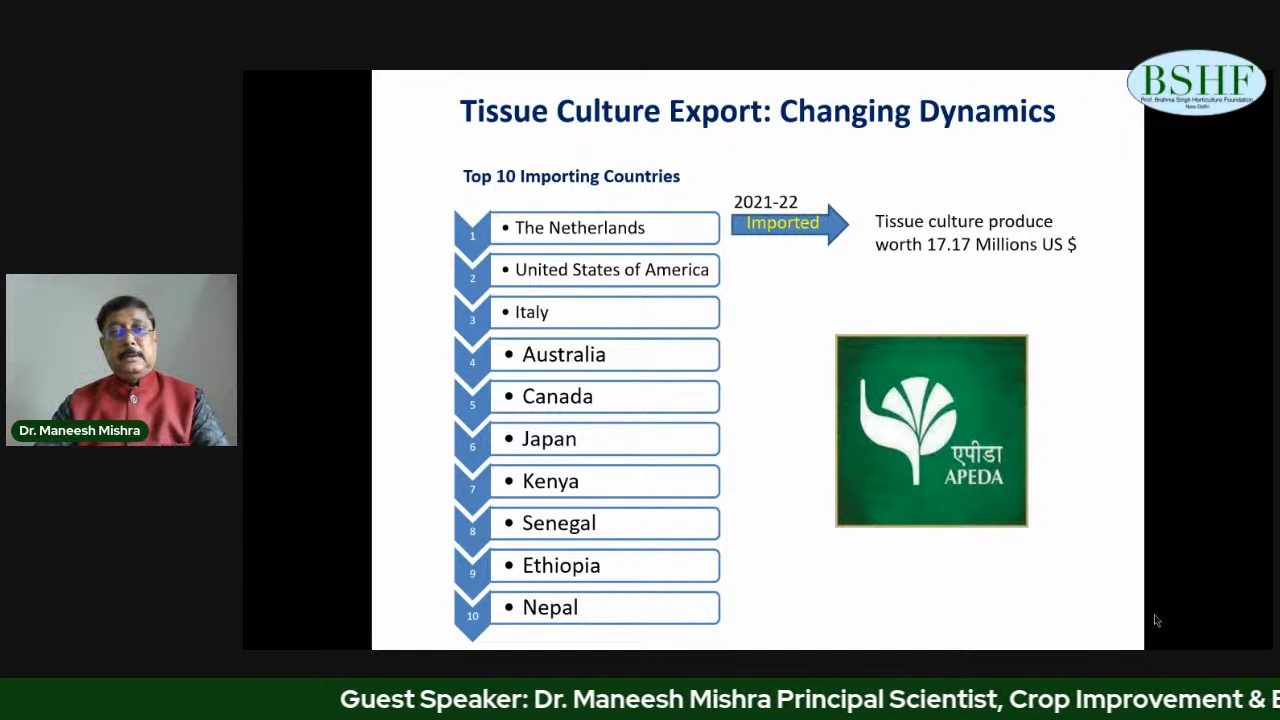 BSHF
Prof. Brahma Singh Horticulture Foundation
New Delhi
Tissue Culture Export: Changing Dynamics
Top 10 Importing Countries
1 • The Netherlands
2 • United States of America
3 • Italy
4 • Australia
5 • Canada
6 • Japan
7 • Kenya
8 • Senegal
9 • Ethiopia
10 • Nepal
2021-22
Imported
Tissue culture produce
worth 17.17 Millions US $
एपीडा
APEDA
Dr. Maneesh Mishra
Guest Speaker: Dr. Maneesh Mishra Principal Scientist, Crop Improvement &